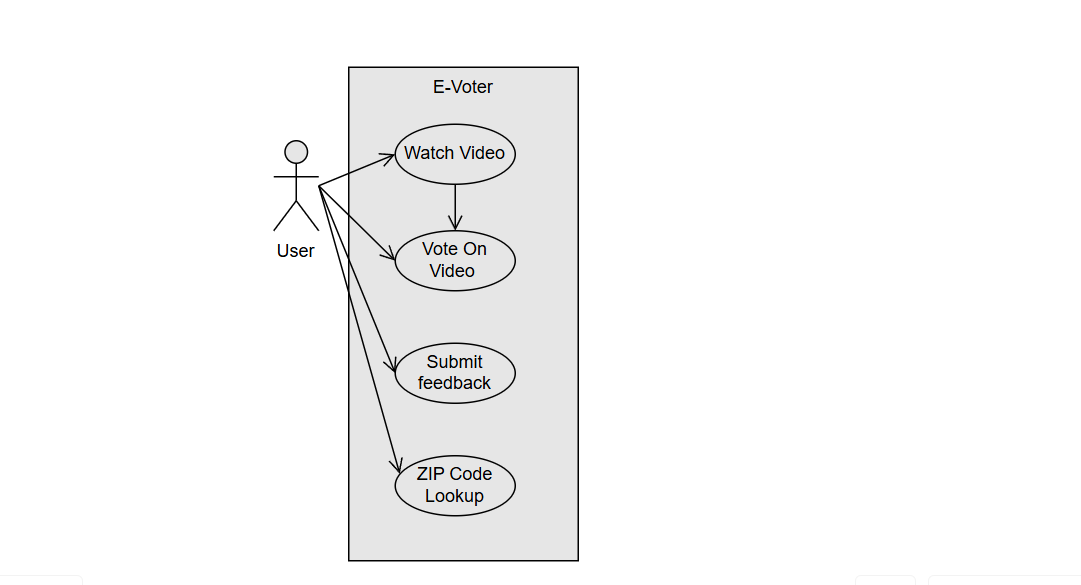 E-Voter
Watch Video
User
Vote On
Video
Submit
feedback
ZIP Code
Lookup